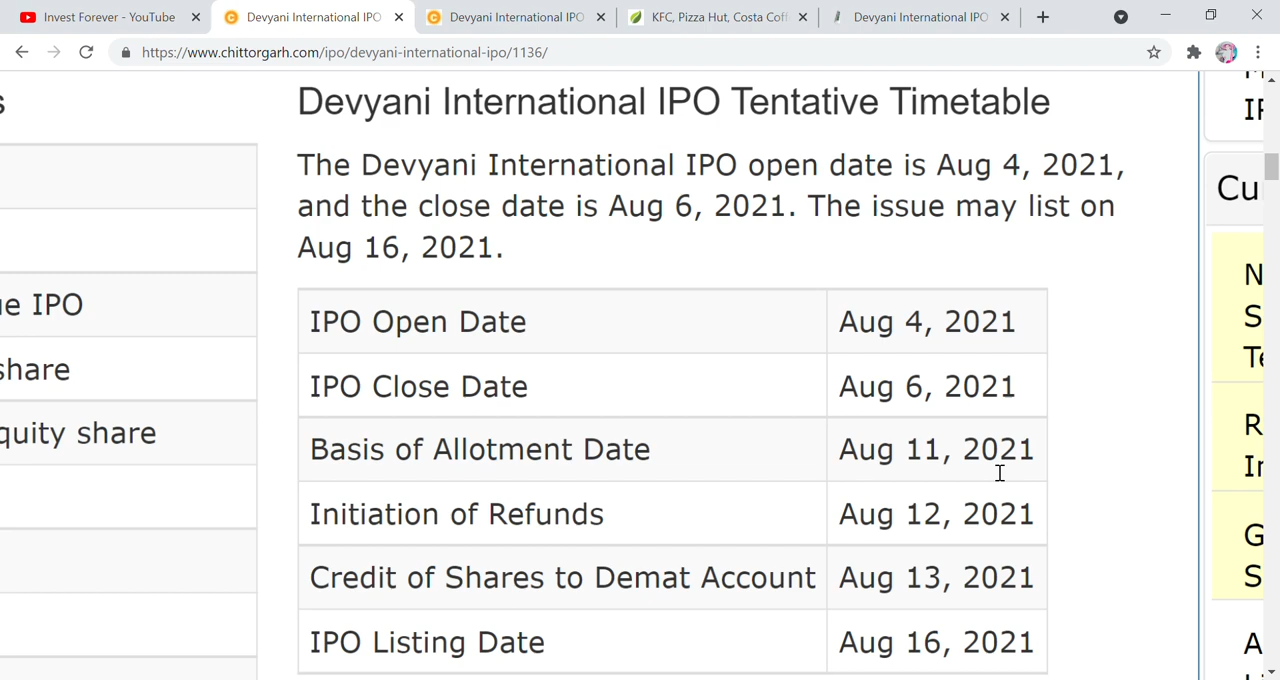 Invest Forever - YouTube
Devyani International IPO
Devyani International IPO
KFC, Pizza Hut, Costa Coff
Devyani International IPO
https://www.chittorgarh.com/ipo/devyani-international-ipo/1136/
Devyani International IPO Tentative Timetable
The Devyani International IPO open date is Aug 4, 2021,
and the close date is Aug 6, 2021. The issue may list on
Aug 16, 2021.
ue IPO
share
quity share
IPO Open Date Aug 4, 2021
IPO Close Date Aug 6, 2021
Basis of Allotment Date Aug 11, 2021
Initiation of Refunds Aug 12, 2021
Credit of Shares to Demat Account Aug 13, 2021
IPO Listing Date Aug 16, 2021
Cu